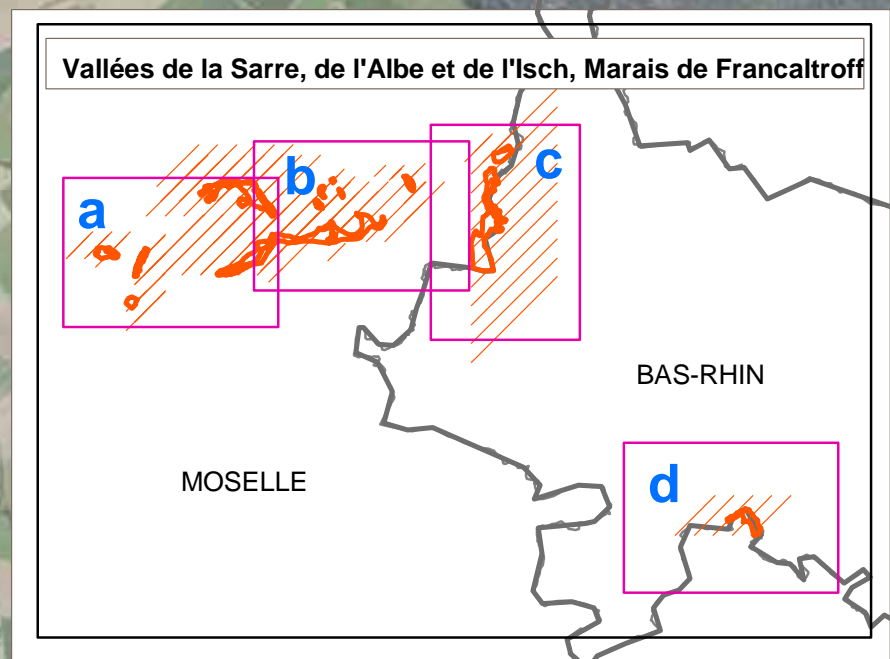 Vallées de la Sarre, de l'Albe et de l'Isch, Marais de Francaltroff
a
b
c
BAS-RHIN
MOSELLE
d